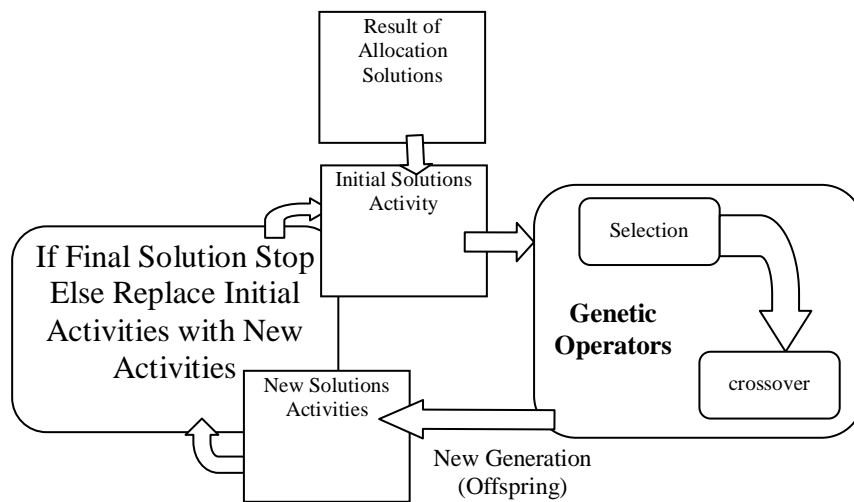 Result of
Allocation
Solutions
Initial Solutions
Activity
Selection
Genetic
Operators
crossover
If Final Solution Stop
Else Replace Initial
Activities with New
Activities
New Solutions
Activities
New Generation
(Offspring)